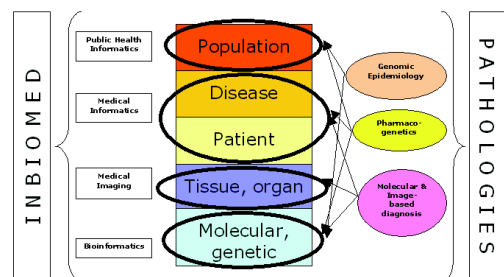 INBIOMED
Public Health
Informatics
Medical
Informatics
Medical
Imaging
Bioinformatics
Population
Disease
Patient
Tissue, organ
Molecular,
genetic
Genomic
Epidemiology
Pharmaco-
genetics
Molecular &
Image-
based
diagnosis
PATHOLOGIES